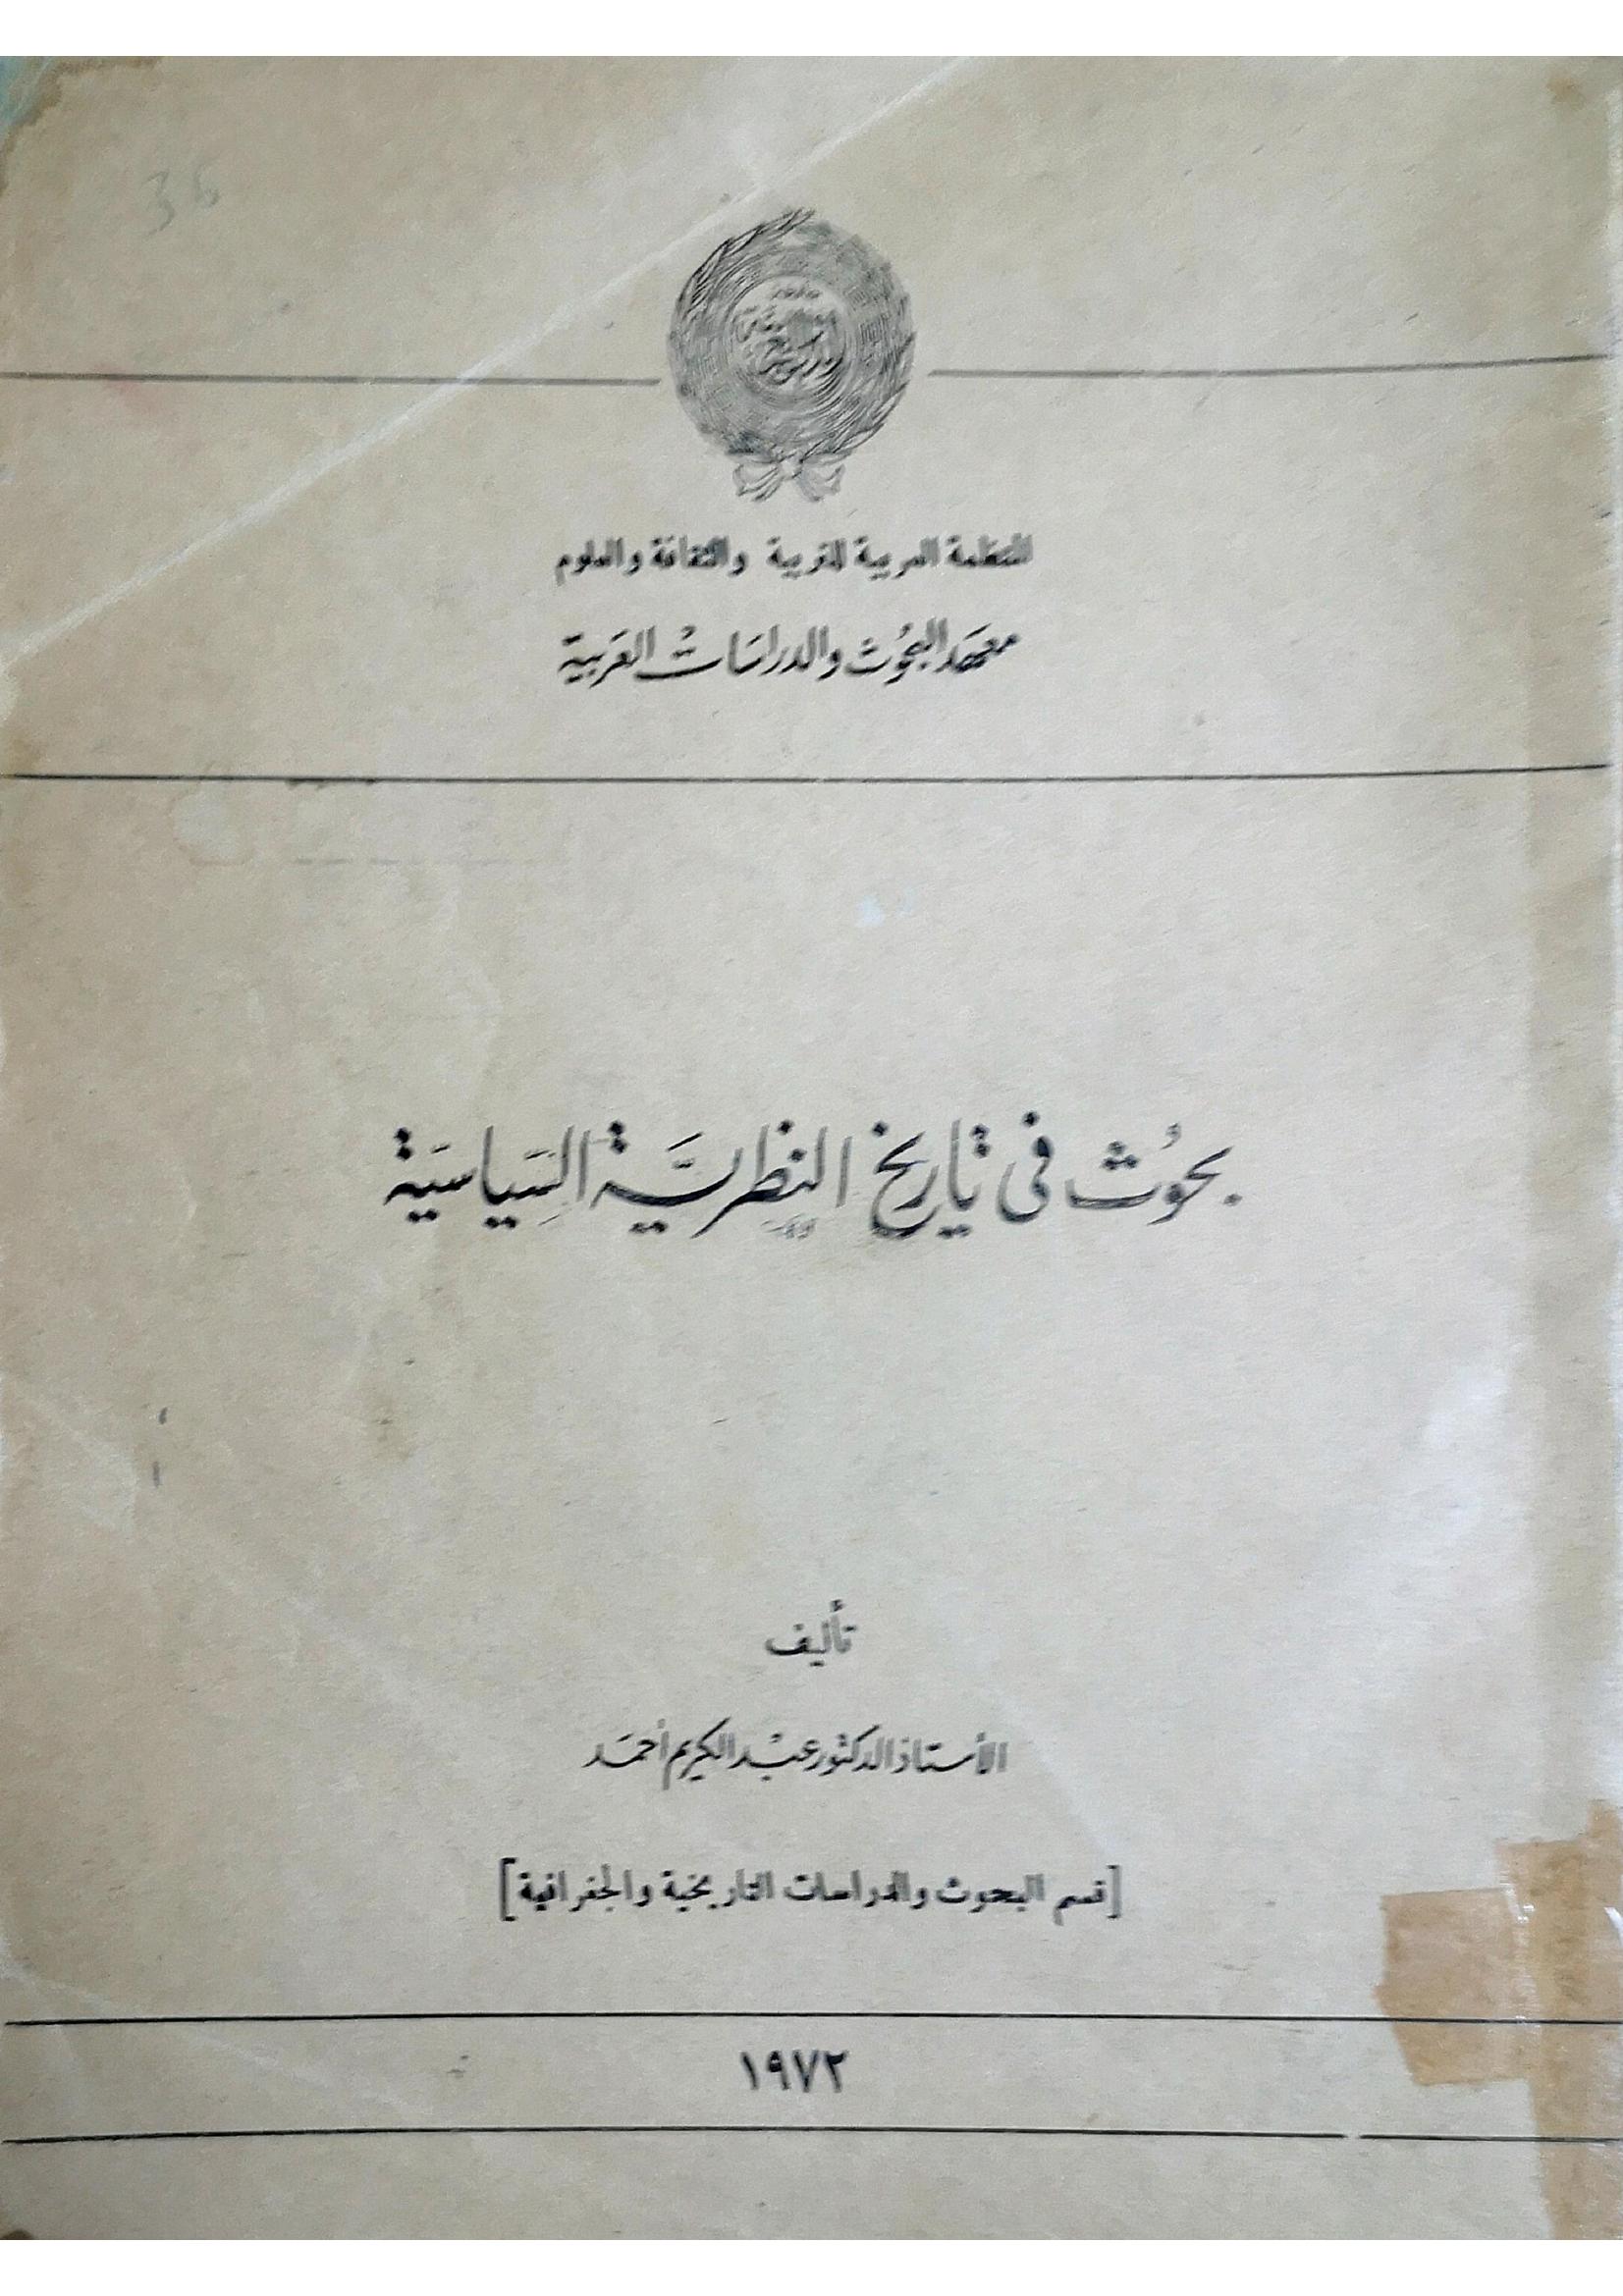 36
المنظمة العربية للتربية والثقافة والعلوم
معهد البحوث والدراسات العربية
بحوث فى تاريخ النظرية السياسية
تأليف
الأستاذ الدكتور عبد الكريم أحمد
[قسم البحوث والدراسات التاريخية والجغرافية]
١٩٧٢